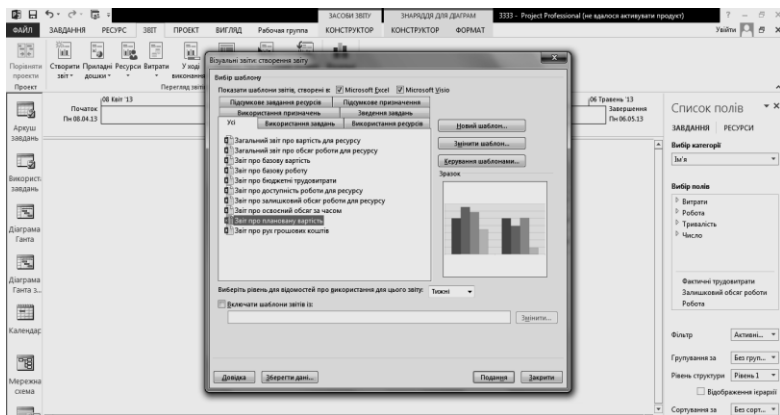 ЗАСОБИ ЗВІТУ ЗНАРЯДДЯ ДЛЯ ДІАГРАМ 3333 - Project Professional (не вдалося активувати продукт)
ФАЙЛ ЗАВДАННЯ РЕСУРС ЗВІТ ПРОЕКТ ВИГЛЯД Рабочая группа КОНСТРУКТОР КОНСТРУКТОР ФОРМАТ Увійти
Порівняти проекти
Створити звіт
Приладні дошки
Ресурси
Витрати
У ході виконання
Проект
Візуальні звіти: створення звіту
Вибір шаблону
Показати шаблони звітів, створені в: Microsoft Excel Microsoft Visio
Підсумкове завдання ресурсів Підсумкове призначення
Використання призначень Зведення завдань
Усі Використання завдань Використання ресурсів
Загальний звіт про вартість для ресурсу
Загальний звіт про обсяг роботи для ресурсу
Звіт про базову вартість
Звіт про базову роботу
Звіт про бюджетні трудовитрати
Звіт про доступність роботи для ресурсу
Звіт про залишковий обсяг роботи для ресурсу
Звіт про освоєний обсяг за часом
Звіт про плановану вартість
Звіт про рух грошових коштів
Новий шаблон...
Змінити шаблон...
Керування шаблонами...
Зразок
Виберіть рівень для відомостей про використання для цього звіту: Тижні
Включати шаблони звітів із:
Змінити...
Довідка Зберегти дані... Подання Закрити
08 Квіт '13
Початок
Пн 08.04.13
06 Травень '13
Завершення
Пн 06.05.13
Аркуш завдань
Використ. завдань
Діаграма Ганта
Діаграма Ганта з...
Календар
Мережна схема
Список полів
ЗАВДАННЯ РЕСУРСИ
Вибір категорії
Ім'я
Вибір полів
Витрати
Робота
Тривалість
Число
Фактичні трудовитрати
Залишковий обсяг роботи
Робота
Фільтр Активні...
Групування за Без груп...
Рівень структури Рівень 1
Відображення ієрархії
Сортування за Без сорт...